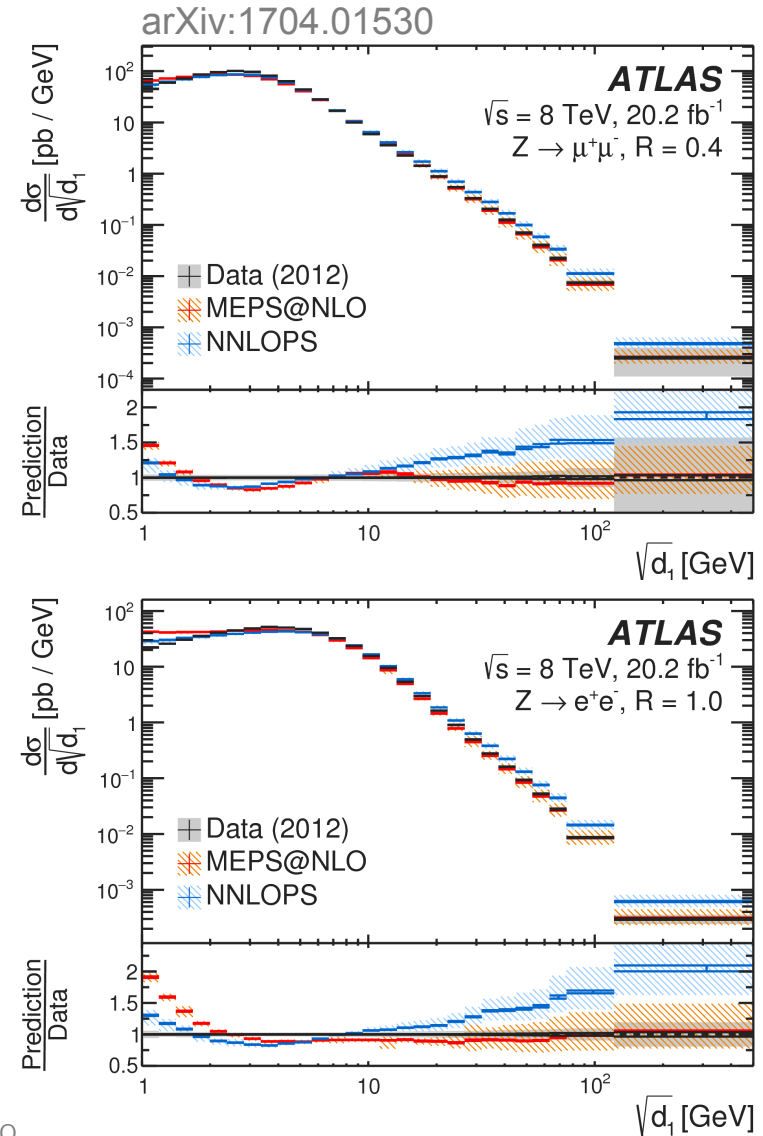 arXiv:1704.01530
ATLAS
√s = 8 TeV, 20.2 fb⁻¹
Z → μ⁺μ⁻, R = 0.4
dσ/d√d₁ [pb / GeV]
10²
10
1
10⁻¹
10⁻²
10⁻³
10⁻⁴
Data (2012)
MEPS@NLO
NNLOPS
Prediction
Data
2
1.5
1
0.5
1 10 10²
√d₁ [GeV]
ATLAS
√s = 8 TeV, 20.2 fb⁻¹
Z → e⁺e⁻, R = 1.0
dσ/d√d₁ [pb / GeV]
10²
10
1
10⁻¹
10⁻²
10⁻³
Data (2012)
MEPS@NLO
NNLOPS
Prediction
Data
2
1.5
1
0.5
1 10 10²
√d₁ [GeV]